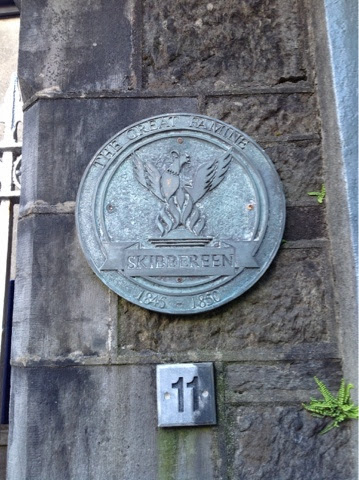 THE GREAT FAMINE
SKIBBEREEN
1845 - 1850
11